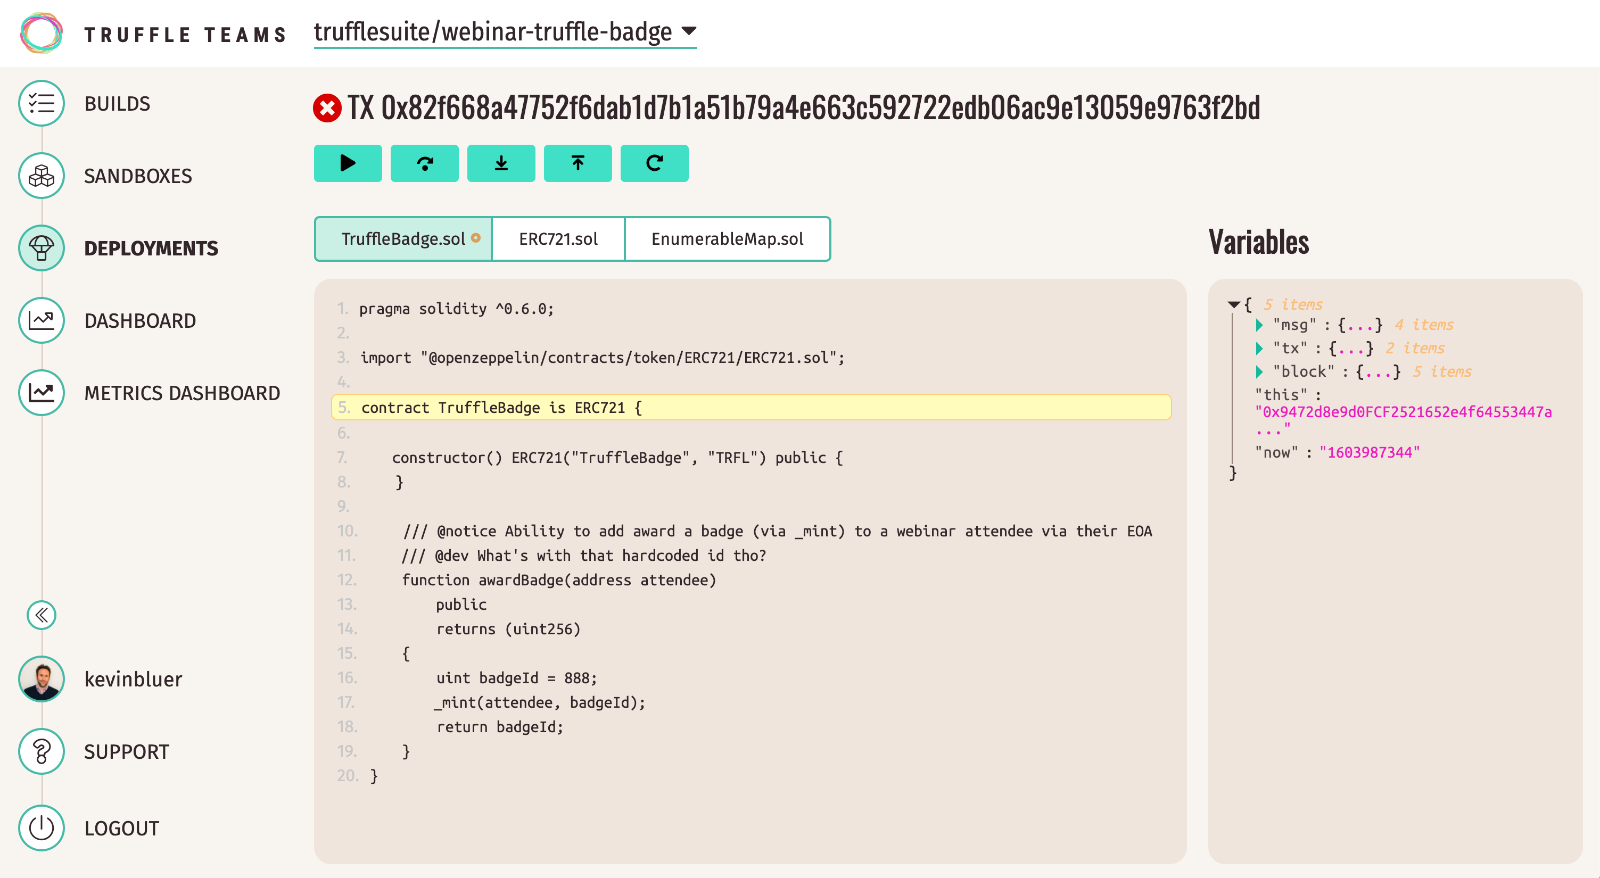 TRUFFLE TEAMS
trufflesuite/webinar-truffle-badge
BUILDS
SANDBOXES
DEPLOYMENTS
DASHBOARD
METRICS DASHBOARD
kevinbluer
SUPPORT
LOGOUT
TX 0x82f668a47752f6dab1d7b1a51b79a4e663c592722edb06ac9e13059e9763f2bd
TruffleBadge.sol
ERC721.sol
EnumerableMap.sol
1. pragma solidity ^0.6.0;
2.
3. import "@openzeppelin/contracts/token/ERC721/ERC721.sol";
4.
5. contract TruffleBadge is ERC721 {
6.
7. constructor() ERC721("TruffleBadge", "TRFL") public {
8. }
9.
10. /// @notice Ability to add award a badge (via _mint) to a webinar attendee via their EOA
11. /// @dev What's with that hardcoded id tho?
12. function awardBadge(address attendee)
13. public
14. returns (uint256)
15. {
16. uint badgeId = 888;
17. _mint(attendee, badgeId);
18. return badgeId;
19. }
20. }
Variables
{ 5 items
"msg" : {...} 4 items
"tx" : {...} 2 items
"block" : {...} 5 items
"this" :
"0x9472d8e9d0FCF2521652e4f64553447a
..."
"now" : "1603987344"
}